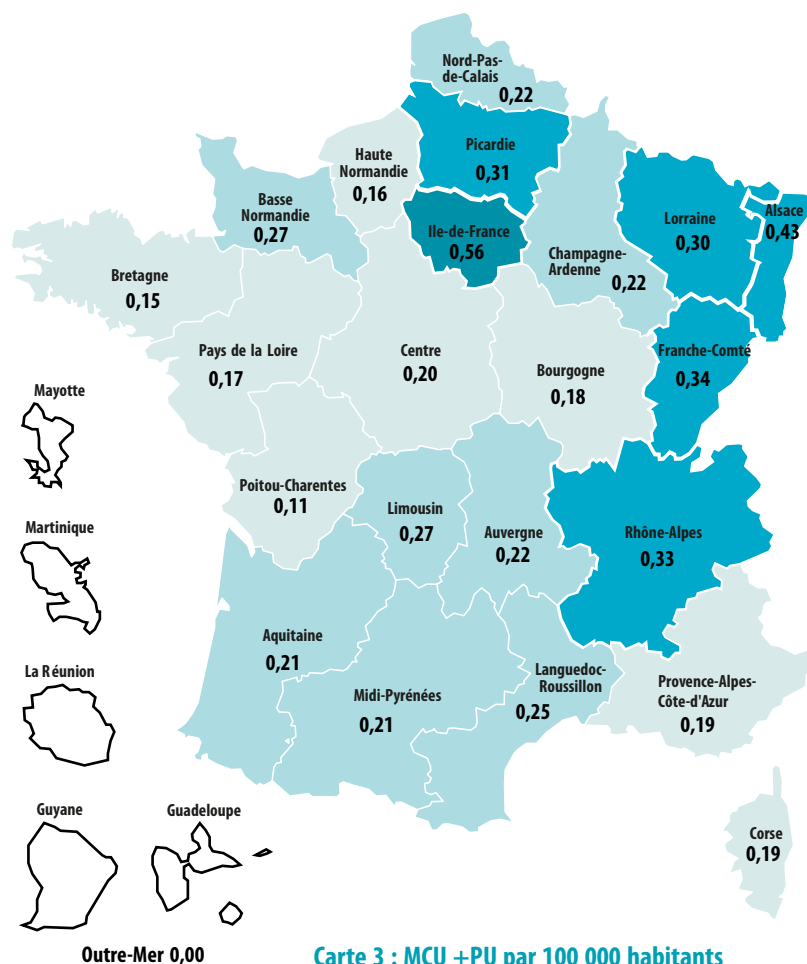 Nord-Pas-
de-Calais
0,22
Picardie
0,31
Haute
Normandie
0,16
Basse
Normandie
0,27
Ile-de-France
0,56
Champagne-
Ardenne
0,22
Lorraine
0,30
Alsace
0,43
Bretagne
0,15
Pays de la Loire
0,17
Centre
0,20
Bourgogne
0,18
Franche-Comté
0,34
Mayotte
Poitou-Charentes
0,11
Limousin
0,27
Auvergne
0,22
Rhône-Alpes
0,33
Martinique
Aquitaine
0,21
Midi-Pyrénées
0,21
Languedoc-
Roussillon
0,25
Provence-Alpes-
Côte-d'Azur
0,19
La Réunion
Guyane
Guadeloupe
Corse
0,19
Outre-Mer 0,00
Carte 3 : MCU +PU par 100 000 habitants